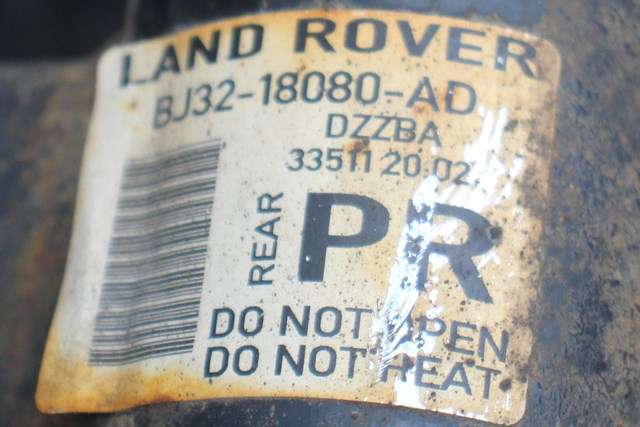 LAND ROVER
BJ32-18080-AD
DZZBA
33511 20.02
REAR
PR
DO NOT OPEN
DO NOT HEAT